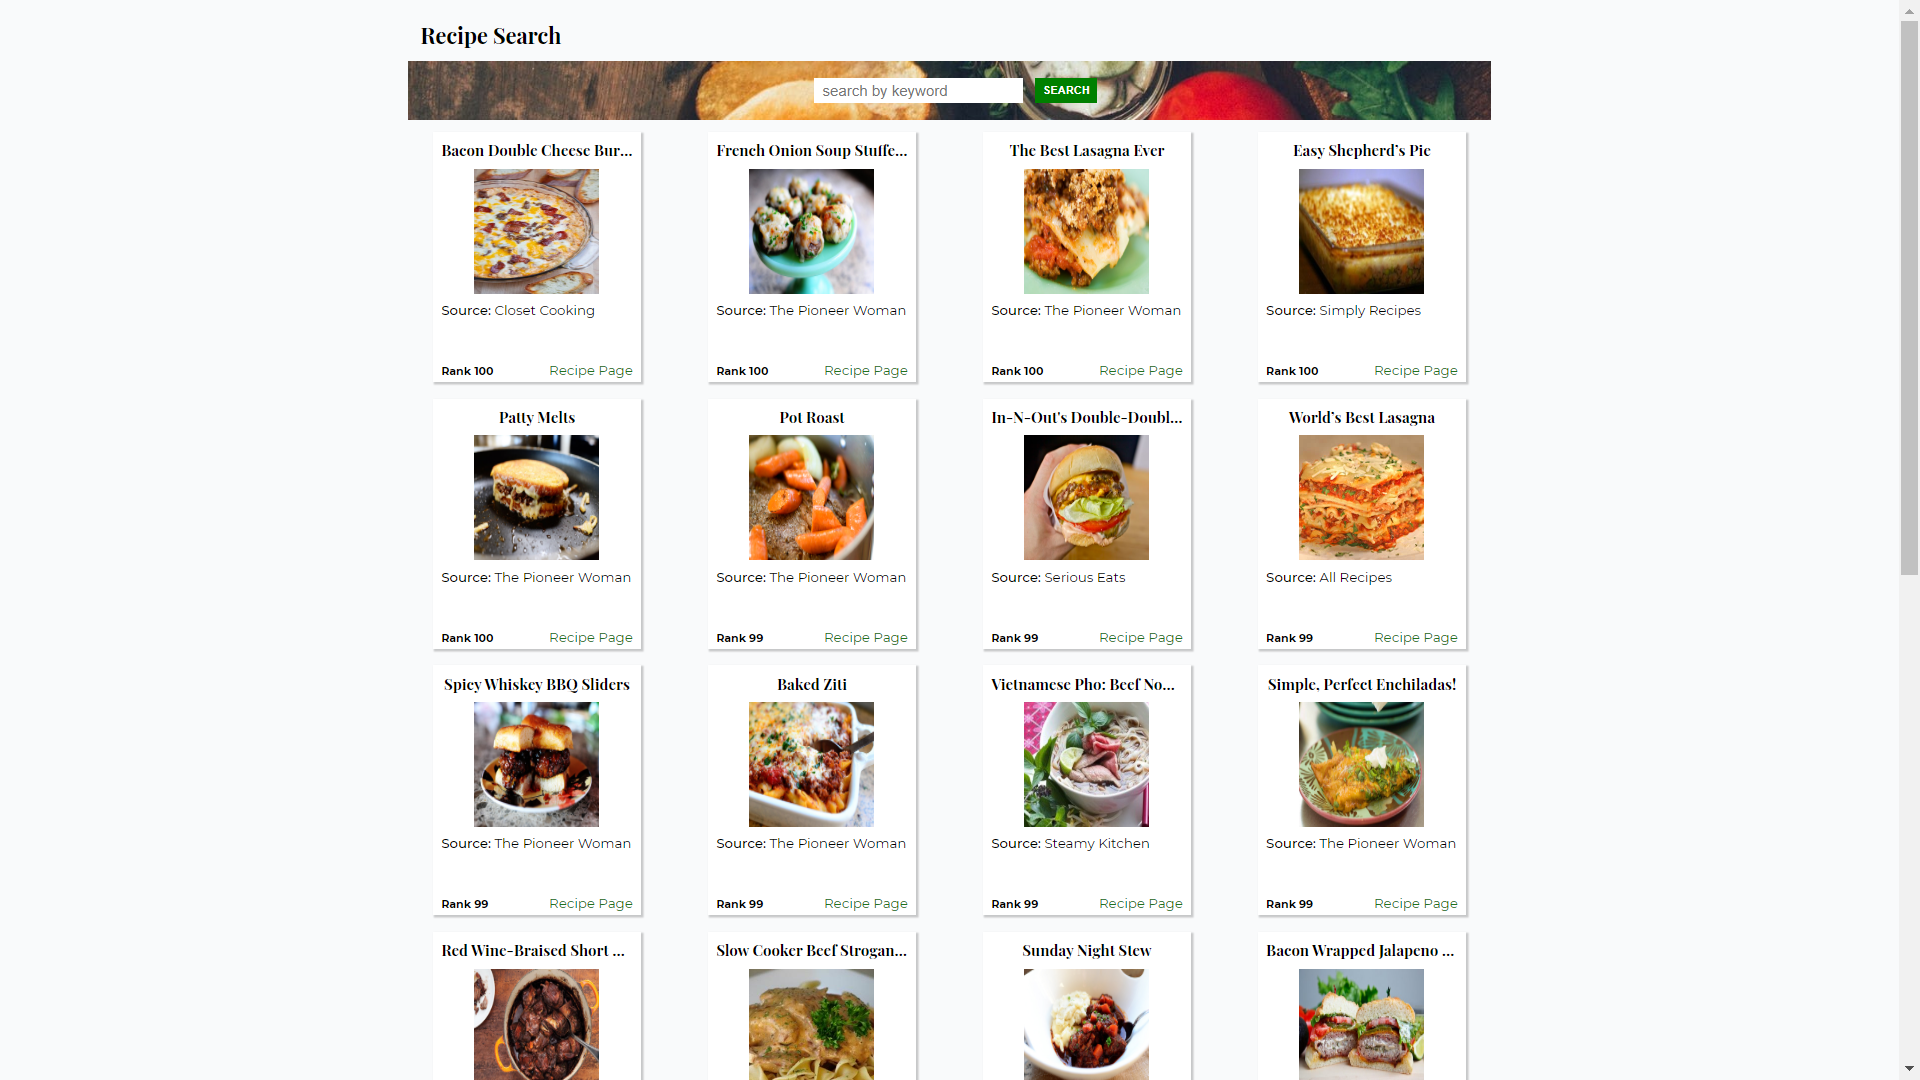 Recipe Search
search by keyword
SEARCH
Bacon Double Cheese Bur...
French Onion Soup Stuffe...
The Best Lasagna Ever
Easy Shepherd's Pie
Source: Closet Cooking
Source: The Pioneer Woman
Source: The Pioneer Woman
Source: Simply Recipes
Rank 100
Recipe Page
Rank 100
Recipe Page
Rank 100
Recipe Page
Rank 100
Recipe Page
Patty Melts
Pot Roast
In-N-Out's Double-Doubl...
World's Best Lasagna
Source: The Pioneer Woman
Source: The Pioneer Woman
Source: Serious Eats
Source: All Recipes
Rank 100
Recipe Page
Rank 99
Recipe Page
Rank 99
Recipe Page
Rank 99
Recipe Page
Spicy Whiskey BBQ Sliders
Baked Ziti
Vietnamese Pho: Beef No...
Simple, Perfect Enchiladas!
Source: The Pioneer Woman
Source: The Pioneer Woman
Source: Steamy Kitchen
Source: The Pioneer Woman
Rank 99
Recipe Page
Rank 99
Recipe Page
Rank 99
Recipe Page
Rank 99
Recipe Page
Red Wine-Braised Short ...
Slow Cooker Beef Strogan...
Sunday Night Stew
Bacon Wrapped Jalapeno ...